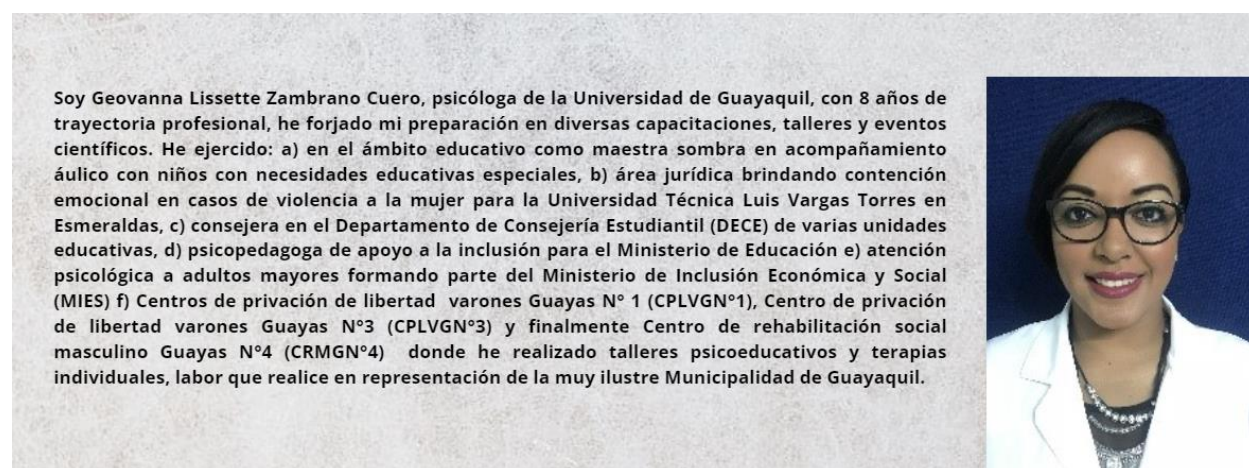 Soy Geovanna Lissette Zambrano Cuero, psicóloga de la Universidad de Guayaquil, con 8 años de
trayectoria profesional, he forjado mi preparación en diversas capacitaciones, talleres y eventos
científicos. He ejercido: a) en el ámbito educativo como maestra sombra en acompañamiento
áulico con niños con necesidades educativas especiales, b) área jurídica brindando contención
emocional en casos de violencia a la mujer para la Universidad Técnica Luis Vargas Torres en
Esmeraldas, c) consejera en el Departamento de Consejería Estudiantil (DECE) de varias unidades
educativas, d) psicopedagoga de apoyo a la inclusión para el Ministerio de Educación e) atención
psicológica a adultos mayores formando parte del Ministerio de Inclusión Económica y Social
(MIES) f) Centros de privación de libertad varones Guayas N° 1 (CPLVGN°1), Centro de privación
de libertad varones Guayas N°3 (CPLVGN°3) y finalmente Centro de rehabilitación social
masculino Guayas N°4 (CRMGN°4) donde he realizado talleres psicoeducativos y terapias
individuales, labor que realice en representación de la muy ilustre Municipalidad de Guayaquil.